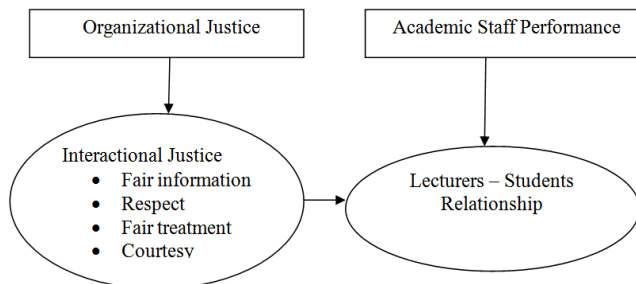 Organizational Justice
Academic Staff Performance
Interactional Justice
• Fair information
• Respect
• Fair treatment
• Courtesy
Lecturers – Students
Relationship